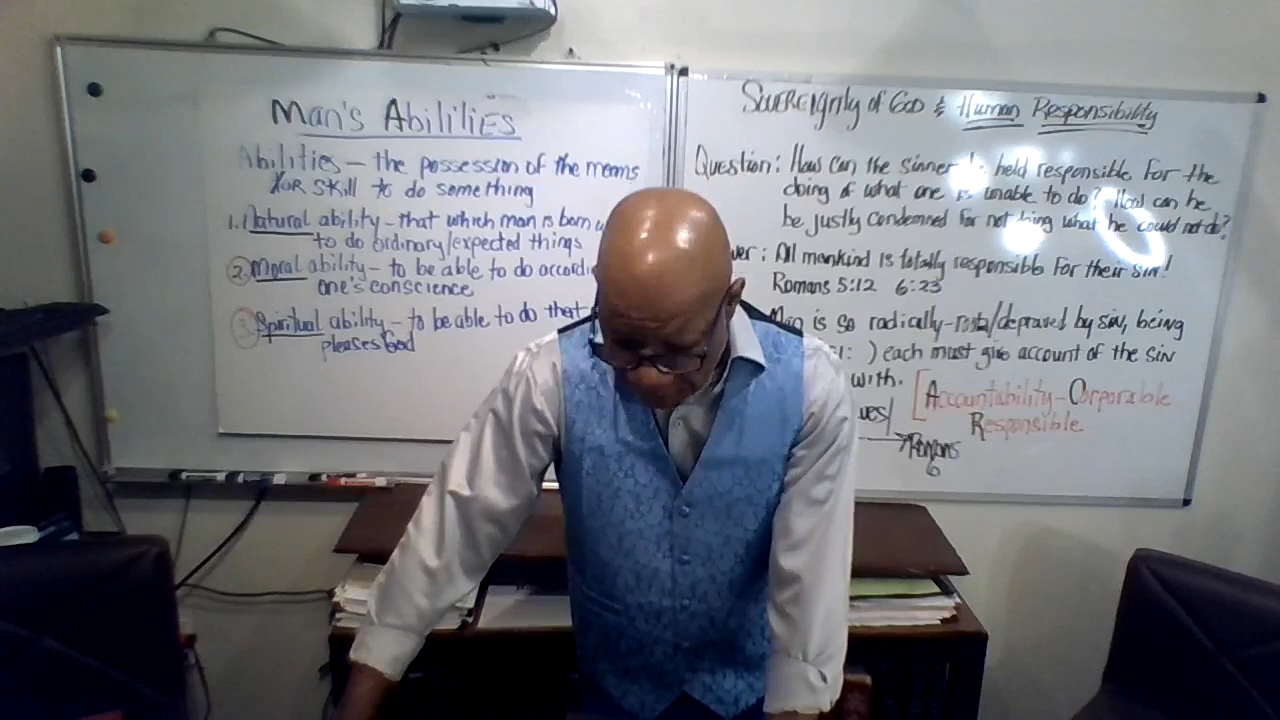 Man's Abililies
Abilities – the possession of the means
/or skill to do something
1. Natural ability – that which man is born
to do ordinary/expected things
2 Moral ability – to be able to do
one's conscience
3 Spiritual ability – to be able to do that
pleases God
Sovereignity of God & Human Responsibility
Question: How can the sinner held responsible for the
doing of what one is unable to do? How can he
be justly condemned for not doing what he could not do?
: All mankind is totally responsible for their sin!
Romans 5:12 6:23
Man is so radically- /depraved by sin, being
: ) each must give account of the sin
with. [Accountability – Corporable
Responsible
Romans
6